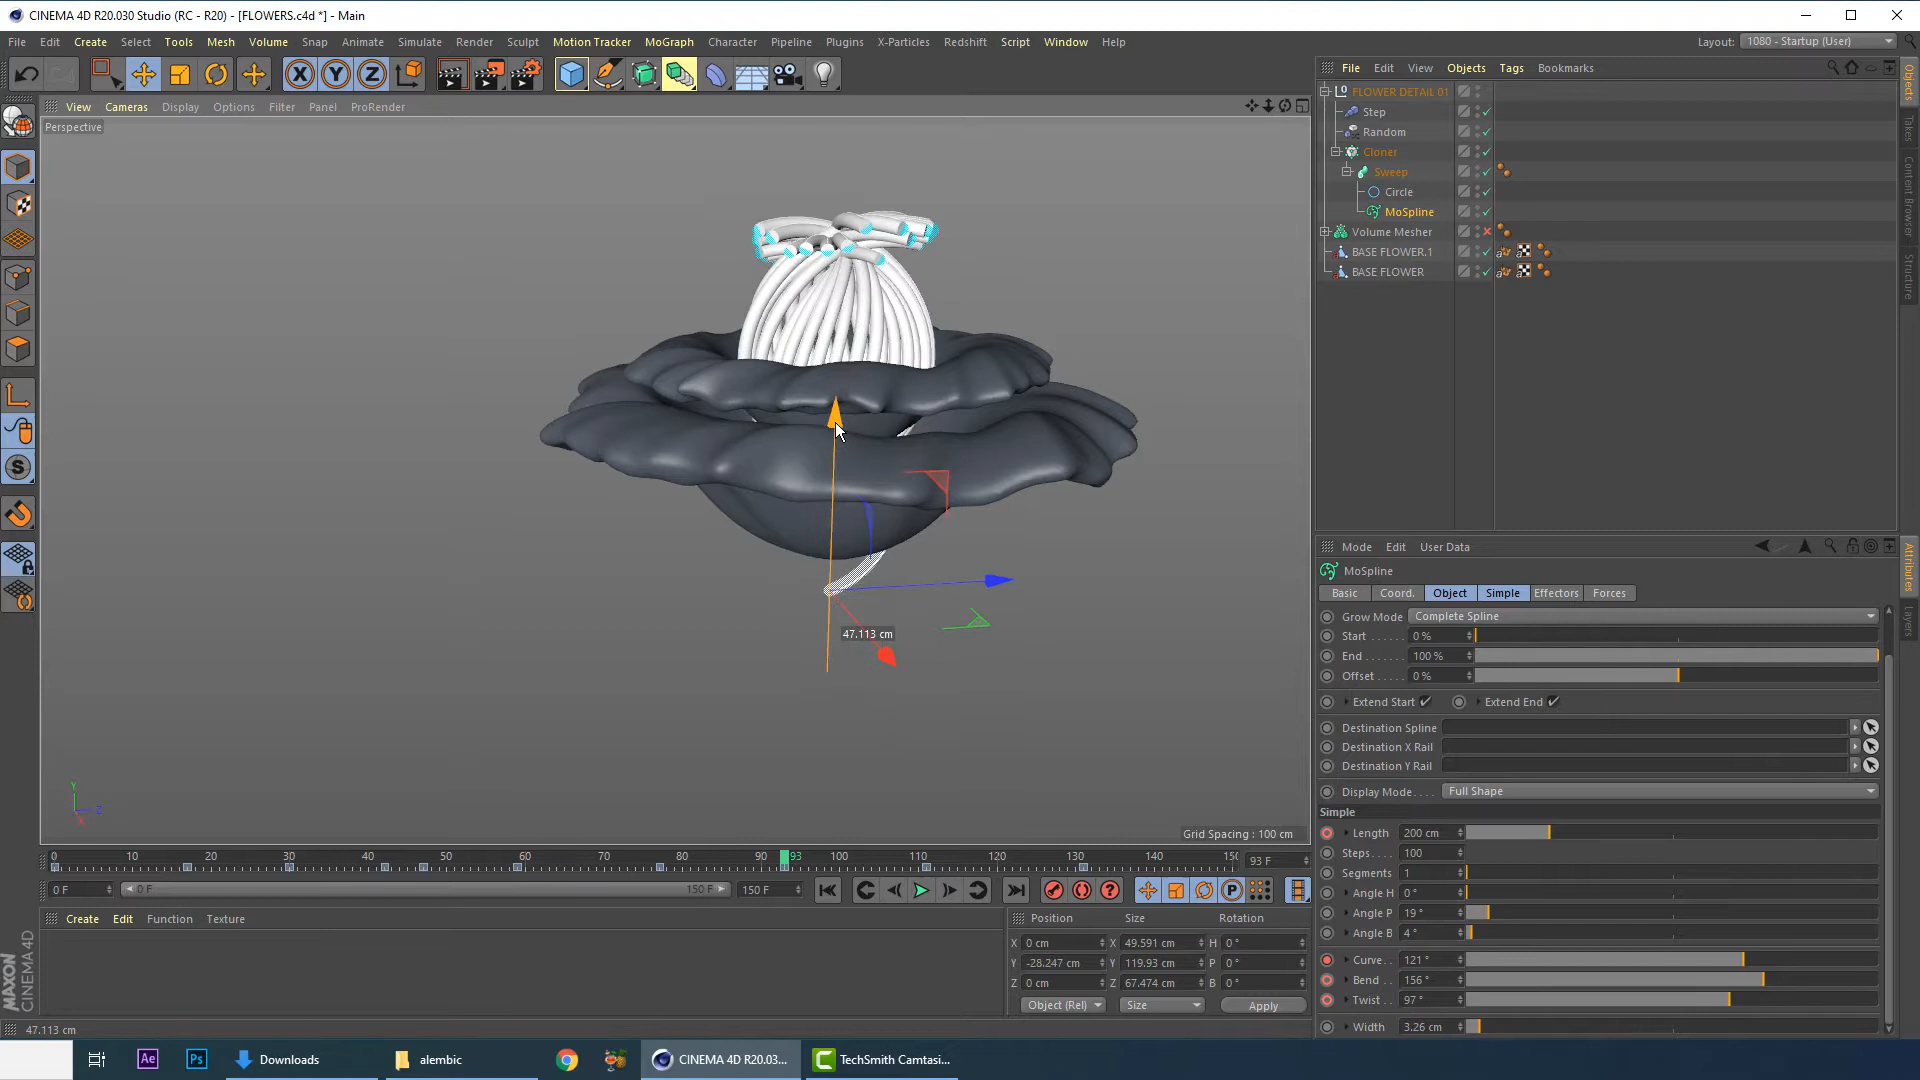 CINEMA 4D R20.030 Studio (RC - R20) - [FLOWERS.c4d *] - Main
File Edit Create Select Tools Mesh Volume Snap Animate Simulate Render Sculpt Motion Tracker MoGraph Character Pipeline Plugins X-Particles Redshift Script Window Help
Layout: 1080 - Startup (User)
X Y Z
View Cameras Display Options Filter Panel ProRender
Perspective
File Edit View Objects Tags Bookmarks
FLOWER DETAIL 01
Step
Random
Cloner
Sweep
Circle
MoSpline
Volume Mesher
BASE FLOWER.1
BASE FLOWER
Objects
Takes
Content Browser
Structure
47.113 cm
Y
Z
X
Grid Spacing : 100 cm
Mode Edit User Data
MoSpline
Basic Coord. Object Simple Effectors Forces
Grow Mode Complete Spline
Start 0 %
End 100 %
Offset 0 %
Extend Start Extend End
Destination Spline
Destination X Rail
Destination Y Rail
Display Mode Full Shape
Simple
Length 200 cm
Steps 100
Segments 1
Angle H 0 °
Angle P 19 °
Angle B 4 °
Curve 121 °
Bend 156 °
Twist 97 °
Width 3.26 cm
Attributes
Layers
0 10 20 30 40 50 60 70 80 90 93 100 110 120 130 140 150 93 F
0 F 0 F 150 F 150 F
Create Edit Function Texture
Position Size Rotation
X 0 cm X 49.591 cm H 0 °
Y -28.247 cm Y 119.93 cm P 0 °
Z 0 cm Z 67.474 cm B 0 °
Object (Rel) Size Apply
MAXON
CINEMA 4D
47.113 cm
Ae Ps Downloads alembic CINEMA 4D R20.03... TechSmith Camtasi...